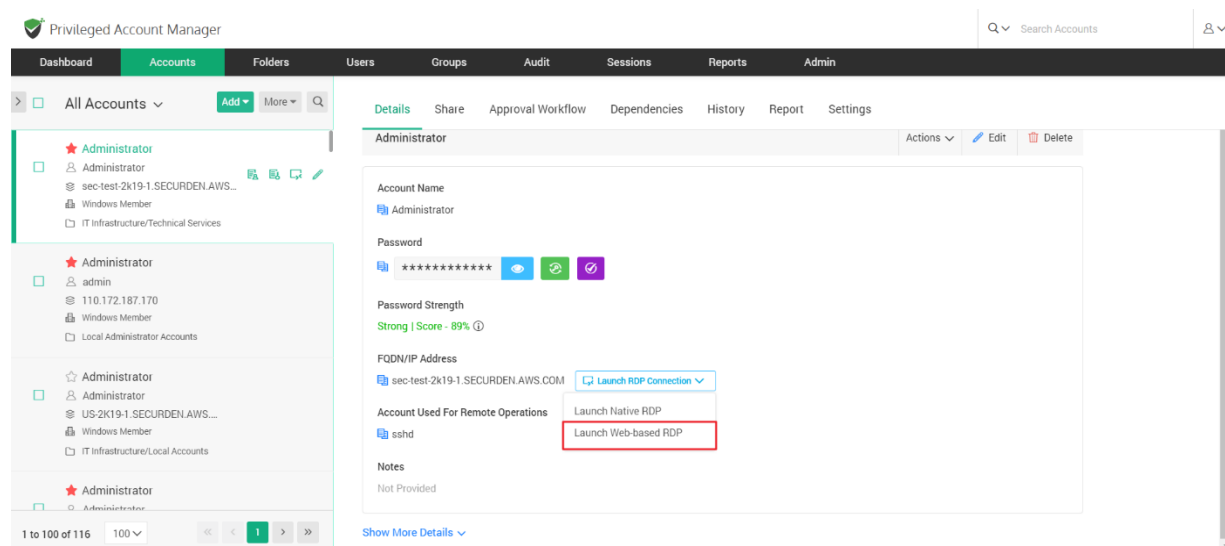 Privileged Account Manager
Search Accounts
Dashboard Accounts Folders Users Groups Audit Sessions Reports Admin
All Accounts
Add
More
Administrator
Administrator
sec-test-2k19-1.SECURDEN.AWS...
Windows Member
IT Infrastructure/Technical Services
Administrator
admin
110.172.187.170
Windows Member
Local Administrator Accounts
Administrator
Administrator
US-2K19-1.SECURDEN.AWS....
Windows Member
IT Infrastructure/Local Accounts
Administrator
Administrator
1 to 100 of 116 100 « < 1 > »
Details Share Approval Workflow Dependencies History Report Settings
Administrator
Actions Edit Delete
Account Name
Administrator
Password
************
Password Strength
Strong | Score - 89%
FQDN/IP Address
sec-test-2k19-1.SECURDEN.AWS.COM
Launch RDP Connection
Launch Native RDP
Launch Web-based RDP
Account Used For Remote Operations
sshd
Notes
Not Provided
Show More Details